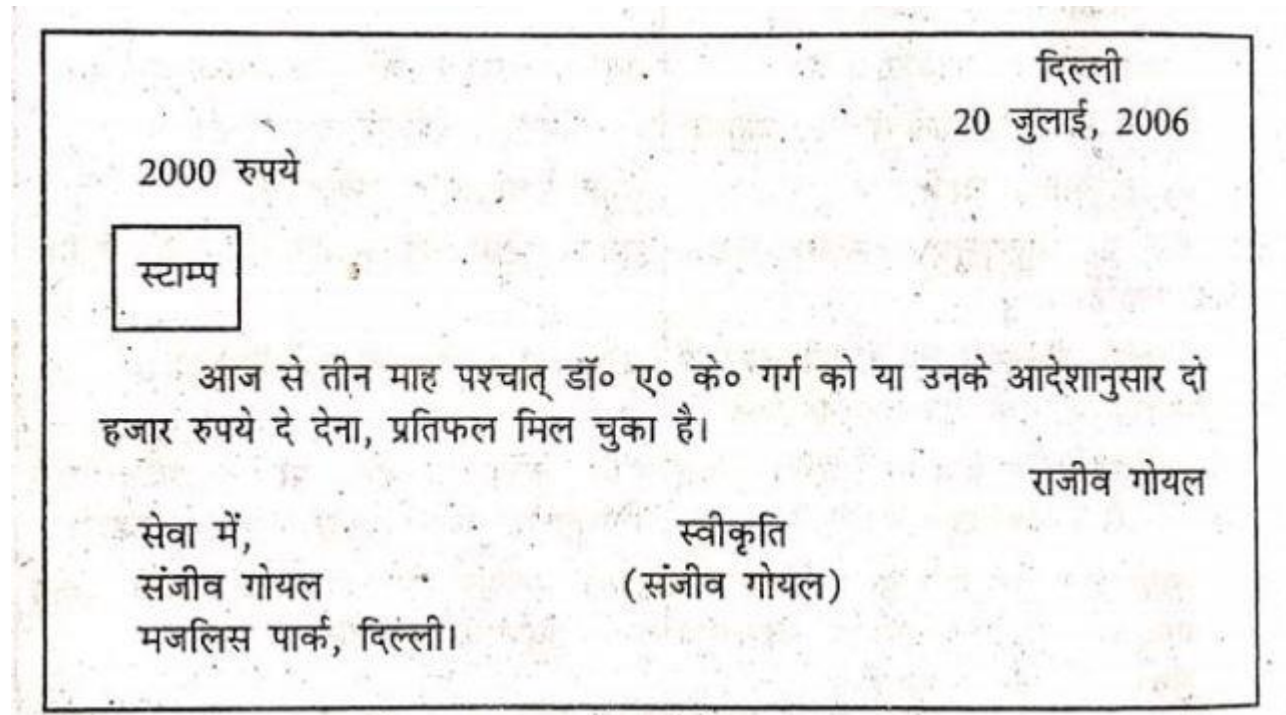 दिल्ली
20 जुलाई, 2006
2000 रुपये
स्टाम्प
आज से तीन माह पश्चात् डॉ० ए० के० गर्ग को या उनके आदेशानुसार दो
हजार रुपये दे देना, प्रतिफल मिल चुका है।
राजीव गोयल
सेवा में,
स्वीकृति
संजीव गोयल
(संजीव गोयल)
मजलिस पार्क, दिल्ली।